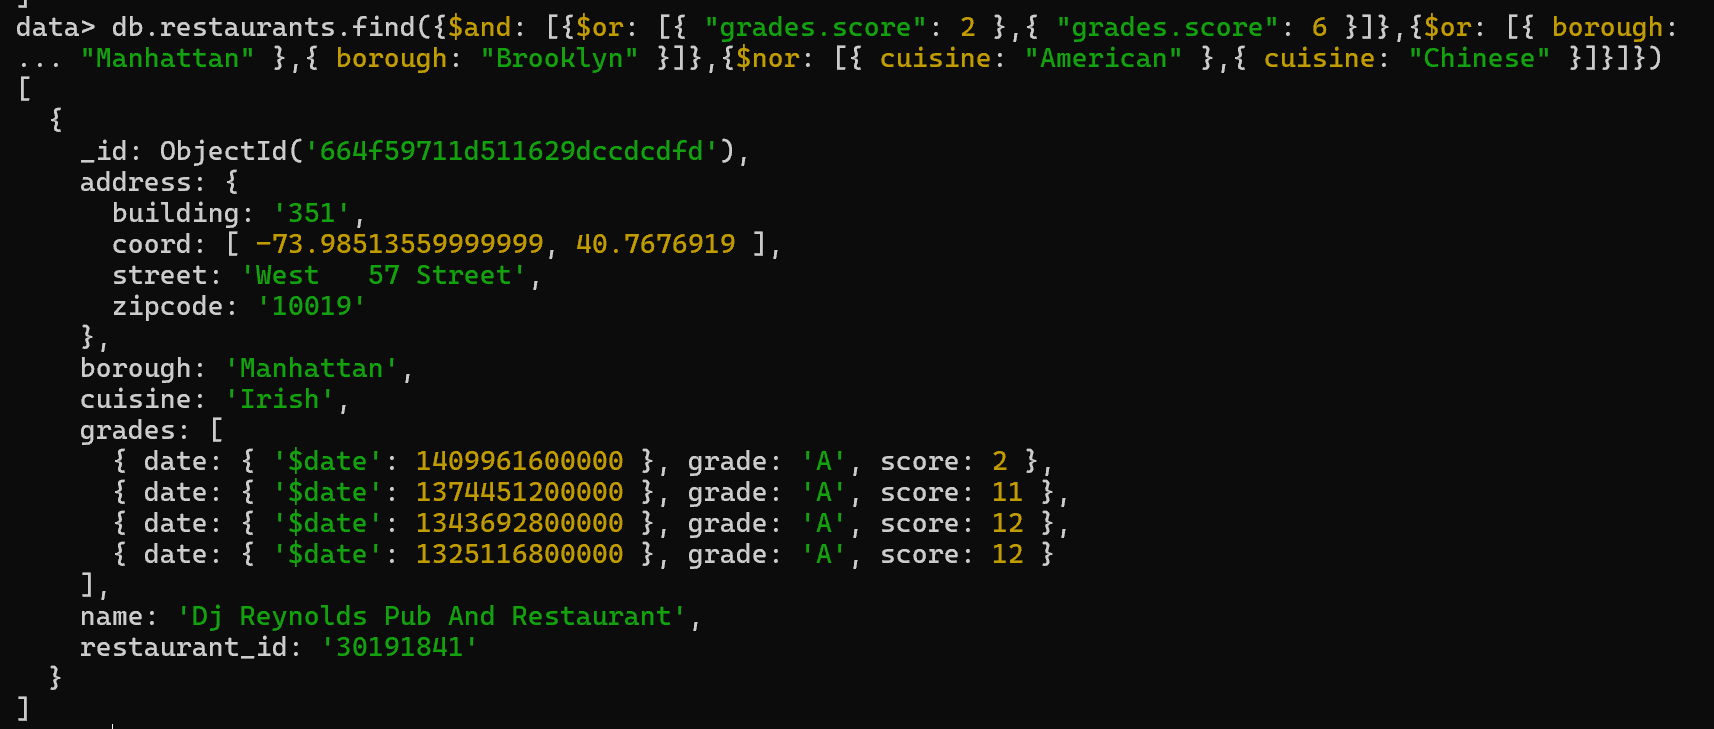 ]
data> db.restaurants.find({$and: [{$or: [{ "grades.score": 2 },{ "grades.score": 6 }]},{$or: [{ borough:
... "Manhattan" },{ borough: "Brooklyn" }]},{$nor: [{ cuisine: "American" },{ cuisine: "Chinese" }]}]})
[
  {
    _id: ObjectId('664f59711d511629dccdcdfd'),
    address: {
      building: '351',
      coord: [ -73.98513559999999, 40.7676919 ],
      street: 'West   57 Street',
      zipcode: '10019'
    },
    borough: 'Manhattan',
    cuisine: 'Irish',
    grades: [
      { date: { '$date': 1409961600000 }, grade: 'A', score: 2 },
      { date: { '$date': 1374451200000 }, grade: 'A', score: 11 },
      { date: { '$date': 1343692800000 }, grade: 'A', score: 12 },
      { date: { '$date': 1325116800000 }, grade: 'A', score: 12 }
    ],
    name: 'Dj Reynolds Pub And Restaurant',
    restaurant_id: '30191841'
  }
]